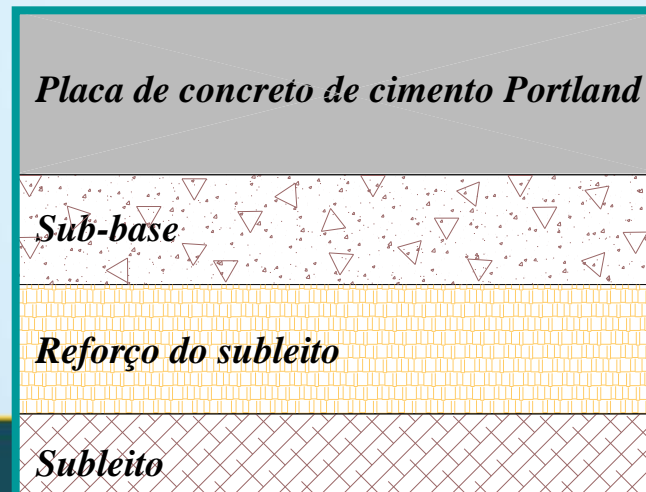 Placa de concreto de cimento Portland
Sub-base
Reforço do subleito
Subleito